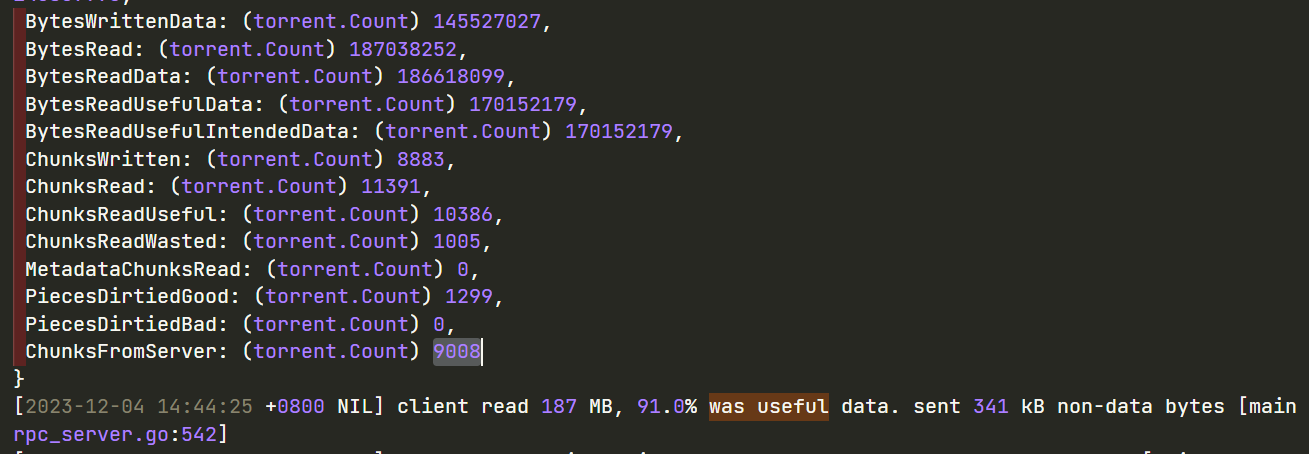 BytesWrittenData: (torrent.Count) 145527027,
BytesRead: (torrent.Count) 187038252,
BytesReadData: (torrent.Count) 186618099,
BytesReadUsefulData: (torrent.Count) 170152179,
BytesReadUsefulIntendedData: (torrent.Count) 170152179,
ChunksWritten: (torrent.Count) 8883,
ChunksRead: (torrent.Count) 11391,
ChunksReadUseful: (torrent.Count) 10386,
ChunksReadWasted: (torrent.Count) 1005,
MetadataChunksRead: (torrent.Count) 0,
PiecesDirtiedGood: (torrent.Count) 1299,
PiecesDirtiedBad: (torrent.Count) 0,
ChunksFromServer: (torrent.Count) 9008
}
[2023-12-04 14:44:25 +0800 NIL] client read 187 MB, 91.0% was useful data. sent 341 kB non-data bytes [main
rpc_server.go:542]